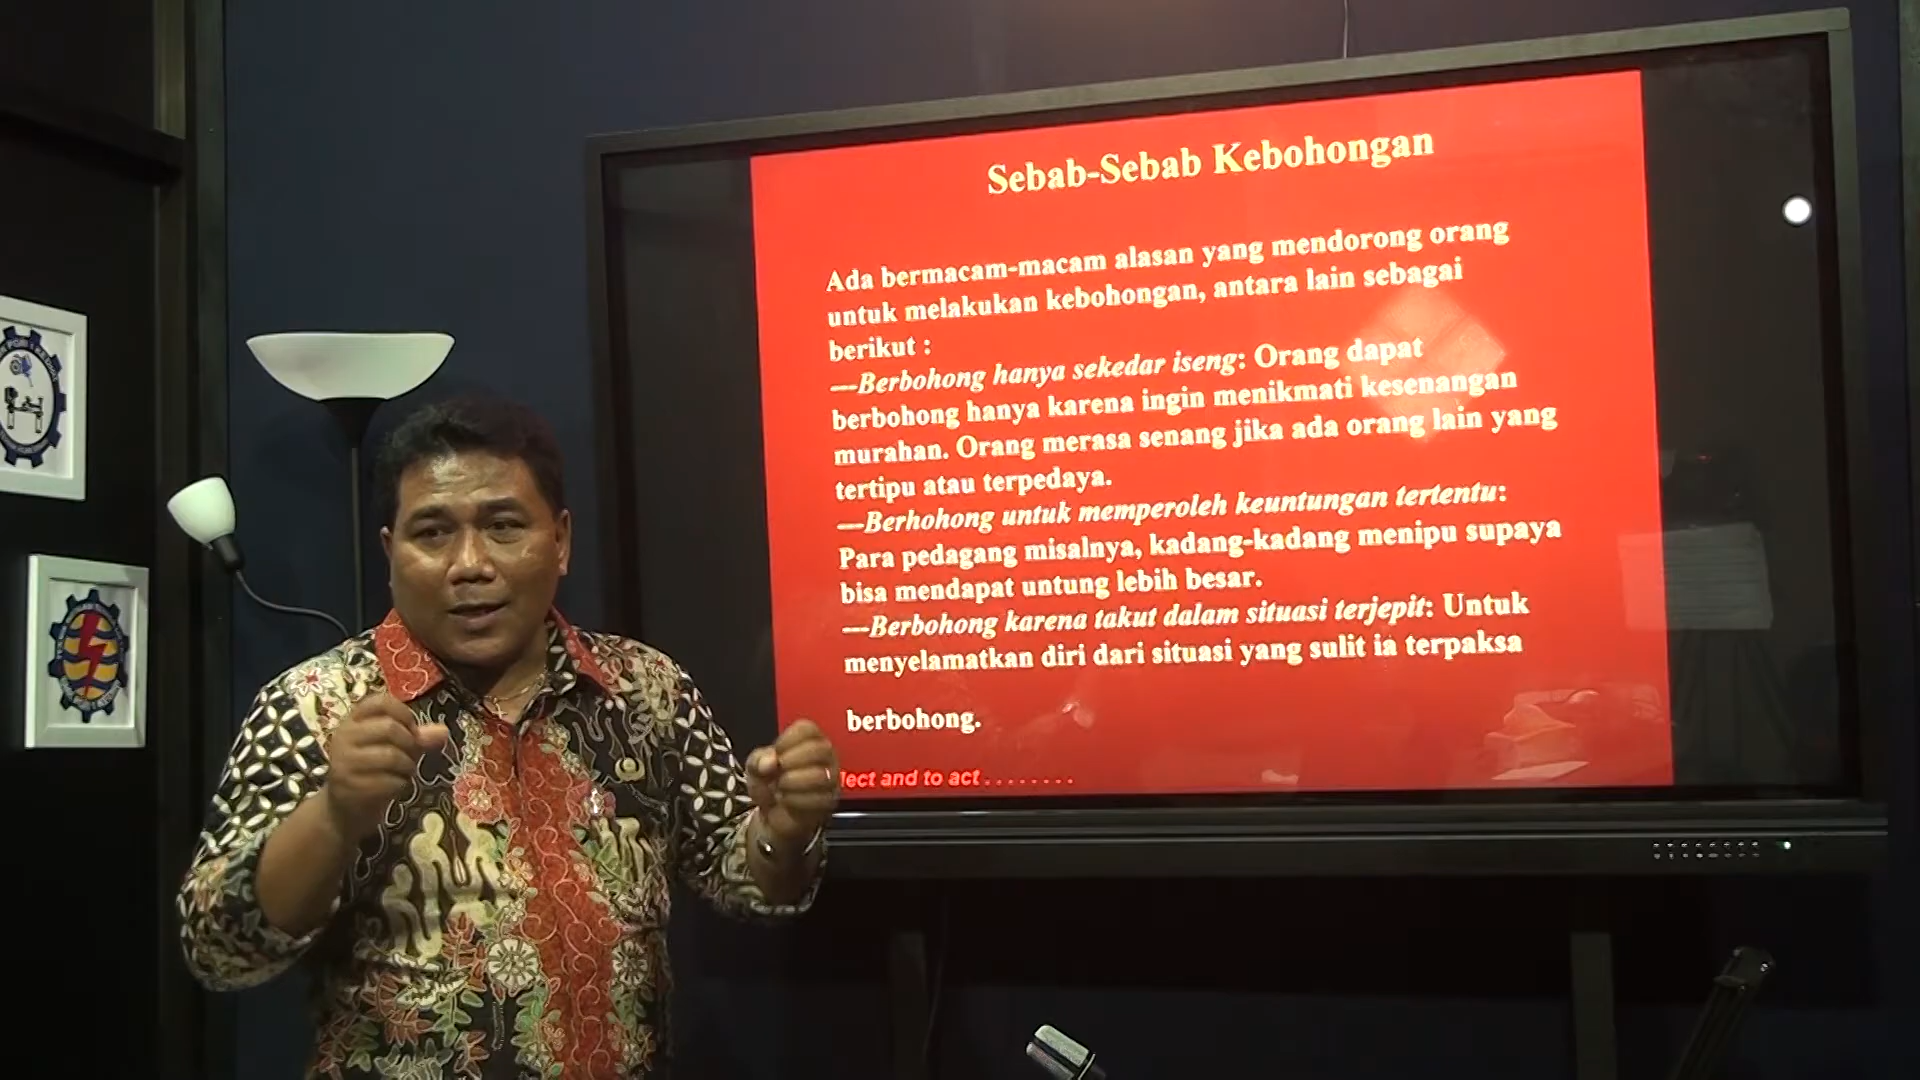 Sebab-Sebab Kebohongan
Ada bermacam-macam alasan yang mendorong orang
untuk melakukan kebohongan, antara lain sebagai
berikut :
---Berbohong hanya sekedar iseng: Orang dapat
berbohong hanya karena ingin menikmati kesenangan
murahan. Orang merasa senang jika ada orang lain yang
tertipu atau terpedaya.
---Berhohong untuk memperoleh keuntungan tertentu:
Para pedagang misalnya, kadang-kadang menipu supaya
bisa mendapat untung lebih besar.
---Berbohong karena takut dalam situasi terjepit: Untuk
menyelamatkan diri dari situasi yang sulit ia terpaksa
berbohong.
lect and to act . . . . . . . .